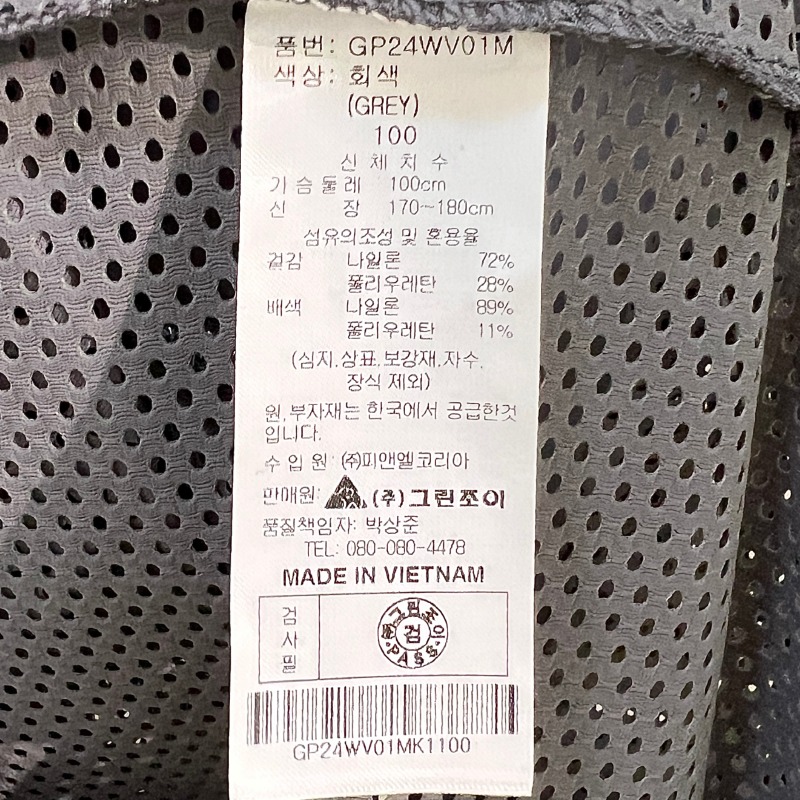 품번: GP24WV01M
색상: 회색
(GREY)
100
신 체 치 수
가 슴 둘 레 100cm
신 장 170~180cm
섬유의조성 및 혼용율
겉감 나일론 72%
폴리우레탄 28%
배색 나일론 89%
폴리우레탄 11%
(심지,상표,보강재,자수,
장식 제외)
원,부자재는 한국에서 공급한것
입니다.
수 입 원 : ㈜피앤엘코리아
판매원: (주)그린조이
품질책임자: 박상준
TEL: 080-080-4478
MADE IN VIETNAM
검
사
필
㈜그린조이
검
PASS
GP24WV01MK1100